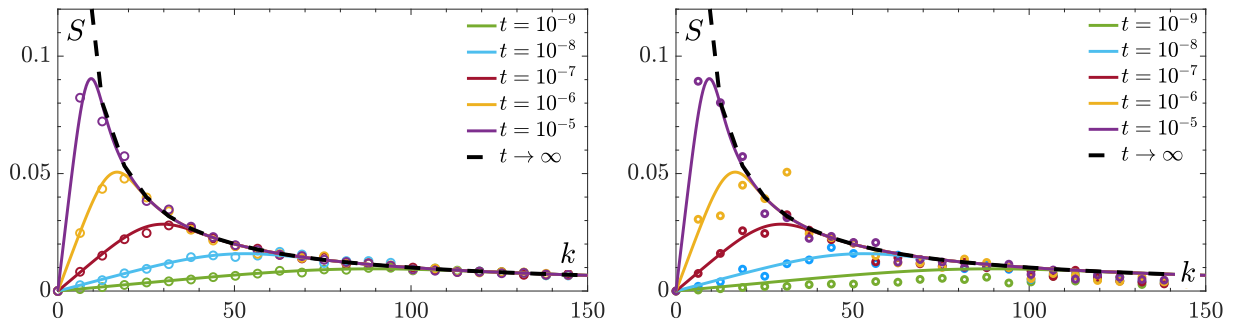 S
0.1
0.05
0
0
50
100
150
k
t = 10⁻⁹
t = 10⁻⁸
t = 10⁻⁷
t = 10⁻⁶
t = 10⁻⁵
t → ∞
S
0.1
0.05
0
0
50
100
150
k
t = 10⁻⁹
t = 10⁻⁸
t = 10⁻⁷
t = 10⁻⁶
t = 10⁻⁵
t → ∞